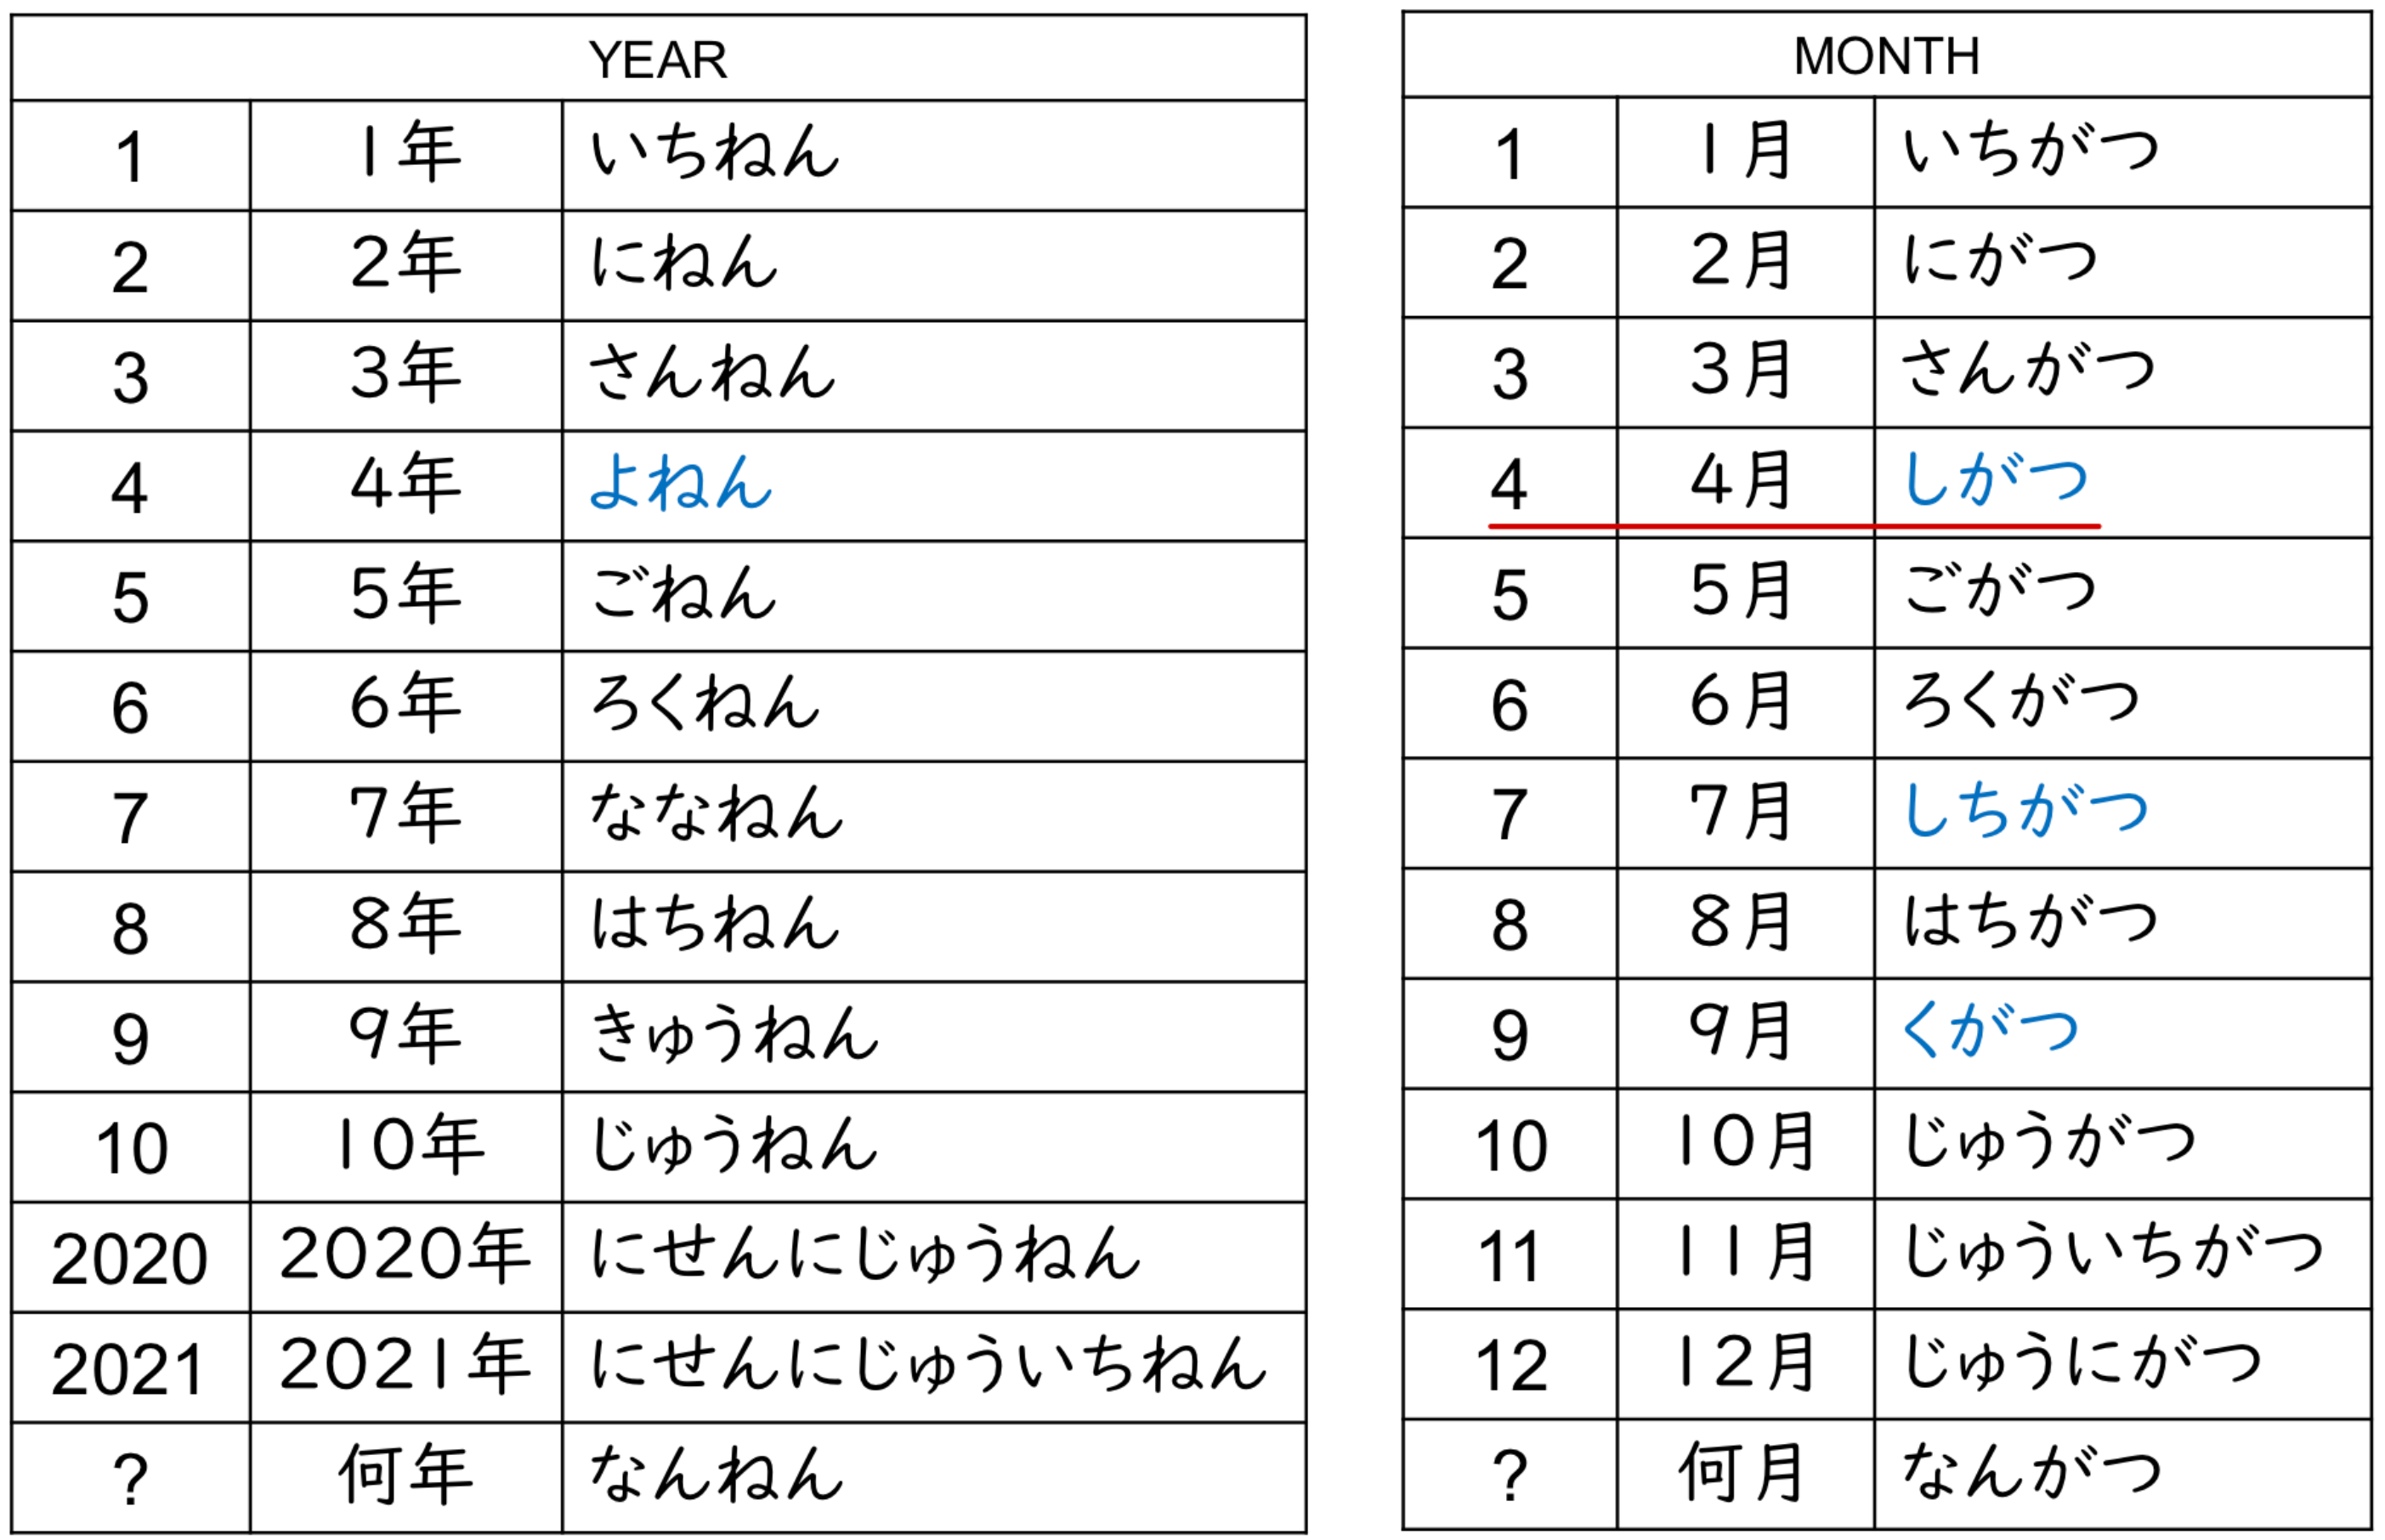 YEAR
1 1年 いちねん
2 2年 にねん
3 3年 さんねん
4 4年 よねん
5 5年 ごねん
6 6年 ろくねん
7 7年 ななねん
8 8年 はちねん
9 9年 きゅうねん
10 10年 じゅうねん
2020 2020年 にせんにじゅうねん
2021 2021年 にせんにじゅういちねん
? 何年 なんねん
MONTH
1 1月 いちがつ
2 2月 にがつ
3 3月 さんがつ
4 4月 しがつ
5 5月 ごがつ
6 6月 ろくがつ
7 7月 しちがつ
8 8月 はちがつ
9 9月 くがつ
10 10月 じゅうがつ
11 11月 じゅういちがつ
12 12月 じゅうにがつ
? 何月 なんがつ